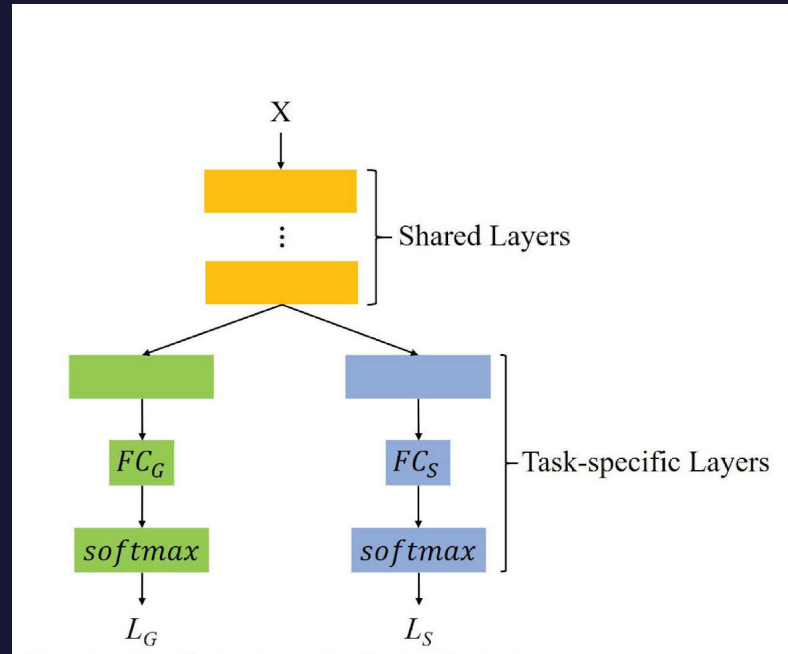 X
⋮
Shared Layers
FC_G
FC_S
Task-specific Layers
softmax
softmax
L_G
L_S